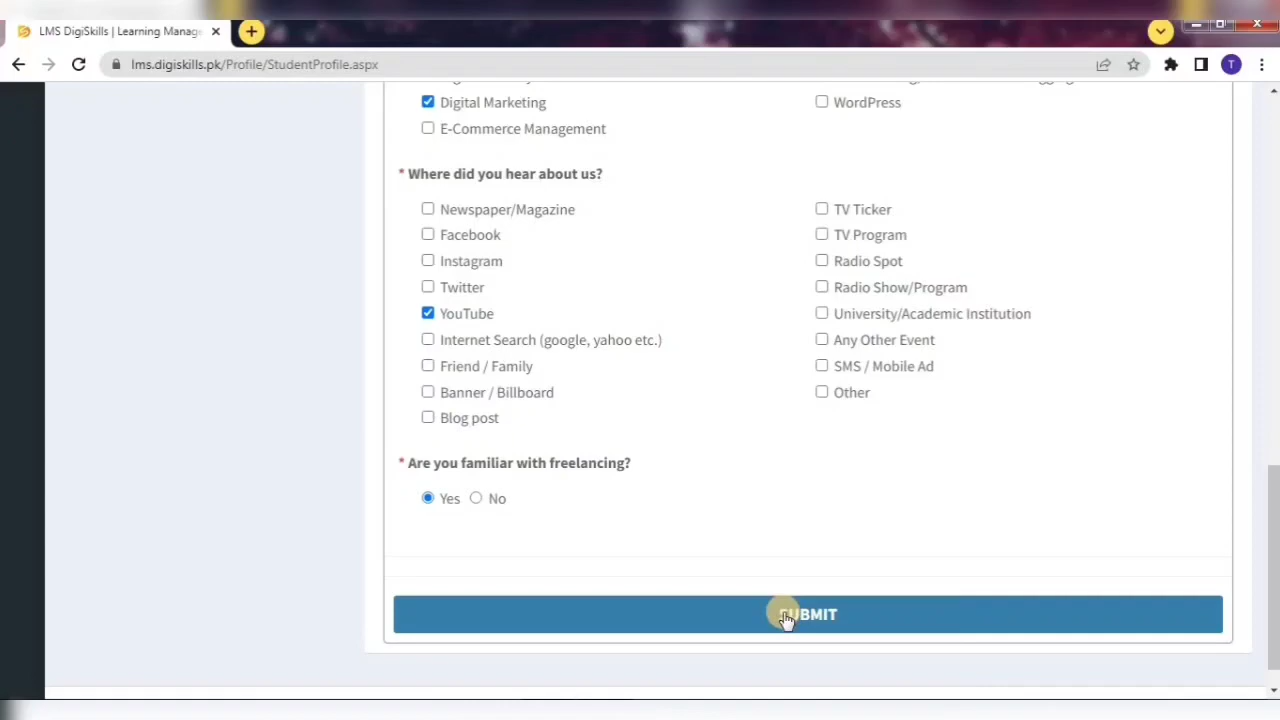 LMS DigiSkills | Learning Manag
lms.digiskills.pk/Profile/StudentProfile.aspx
T
Digital Marketing
WordPress
E-Commerce Management
* Where did you hear about us?
Newspaper/Magazine
TV Ticker
Facebook
TV Program
Instagram
Radio Spot
Twitter
Radio Show/Program
YouTube
University/Academic Institution
Internet Search (google, yahoo etc.)
Any Other Event
Friend / Family
SMS / Mobile Ad
Banner / Billboard
Other
Blog post
* Are you familiar with freelancing?
Yes No
SUBMIT